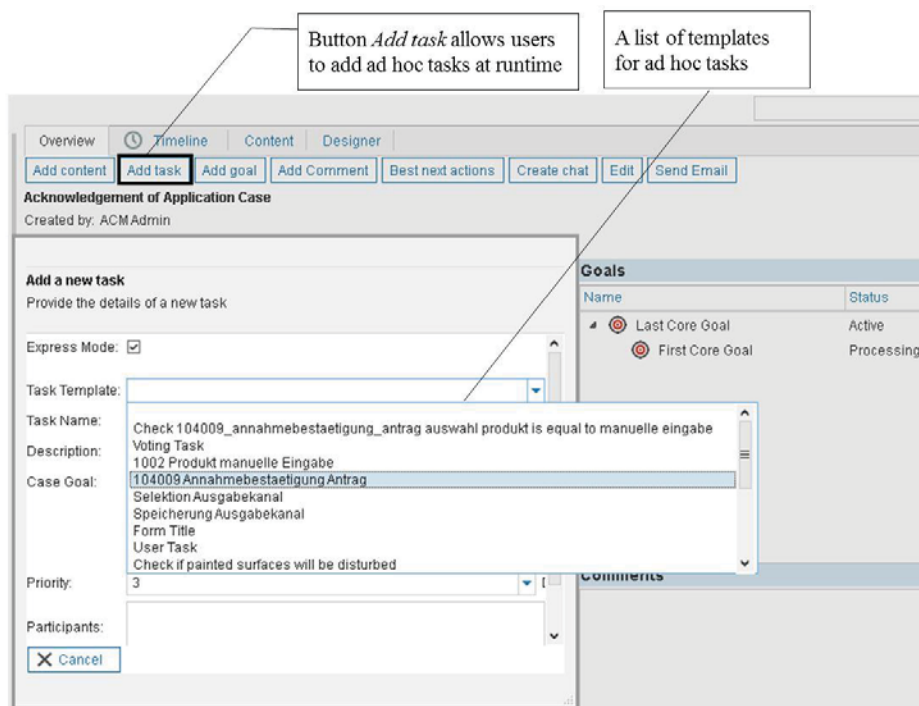 Button Add task allows users
to add ad hoc tasks at runtime
A list of templates
for ad hoc tasks
Overview
Timeline
Content
Designer
Add content
Add task
Add goal
Add Comment
Best next actions
Create chat
Edit
Send Email
Acknowledgement of Application Case
Created by: ACM Admin
Add a new task
Provide the details of a new task
Express Mode:
Task Template:
Task Name:
Description:
Case Goal:
Check 104009_annahmebestaetigung_antrag auswahl produkt is equal to manuelle eingabe
Voting Task
1002 Produkt manuelle Eingabe
104009 Annahmebestaetigung Antrag
Selektion Ausgabekanal
Speicherung Ausgabekanal
Form Title
User Task
Check if painted surfaces will be disturbed
Priority:
3
Participants:
Cancel
Goals
Name
Status
Last Core Goal
Active
First Core Goal
Processing
Comments